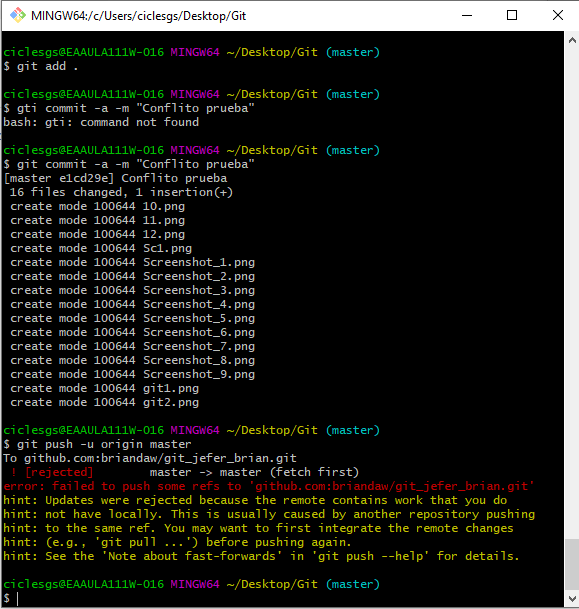 MINGW64:/c/Users/ciclesgs/Desktop/Git
ciclesgs@EAAULA111W-O16 MINGW64 ~/Desktop/Git (master)
$ git add .
ciclesgs@EAAULA111W-O16 MINGW64 ~/Desktop/Git (master)
$ gti commit -a -m "Conflito prueba"
bash: gti: command not found
ciclesgs@EAAULA111W-O16 MINGW64 ~/Desktop/Git (master)
$ git commit -a -m "Conflito prueba"
[master e1cd29e] Conflito prueba
 16 files changed, 1 insertion(+)
 create mode 100644 10.png
 create mode 100644 11.png
 create mode 100644 12.png
 create mode 100644 Sc1.png
 create mode 100644 Screenshot_1.png
 create mode 100644 Screenshot_2.png
 create mode 100644 Screenshot_3.png
 create mode 100644 Screenshot_4.png
 create mode 100644 Screenshot_5.png
 create mode 100644 Screenshot_6.png
 create mode 100644 Screenshot_7.png
 create mode 100644 Screenshot_8.png
 create mode 100644 Screenshot_9.png
 create mode 100644 git1.png
 create mode 100644 git2.png
ciclesgs@EAAULA111W-O16 MINGW64 ~/Desktop/Git (master)
$ git push -u origin master
To github.com:briandaw/git_jefer_brian.git
 ! [rejected]        master -> master (fetch first)
error: failed to push some refs to 'github.com:briandaw/git_jefer_brian.git'
hint: Updates were rejected because the remote contains work that you do
hint: not have locally. This is usually caused by another repository pushing
hint: to the same ref. You may want to first integrate the remote changes
hint: (e.g., 'git pull ...') before pushing again.
hint: See the 'Note about fast-forwards' in 'git push --help' for details.
ciclesgs@EAAULA111W-O16 MINGW64 ~/Desktop/Git (master)
$